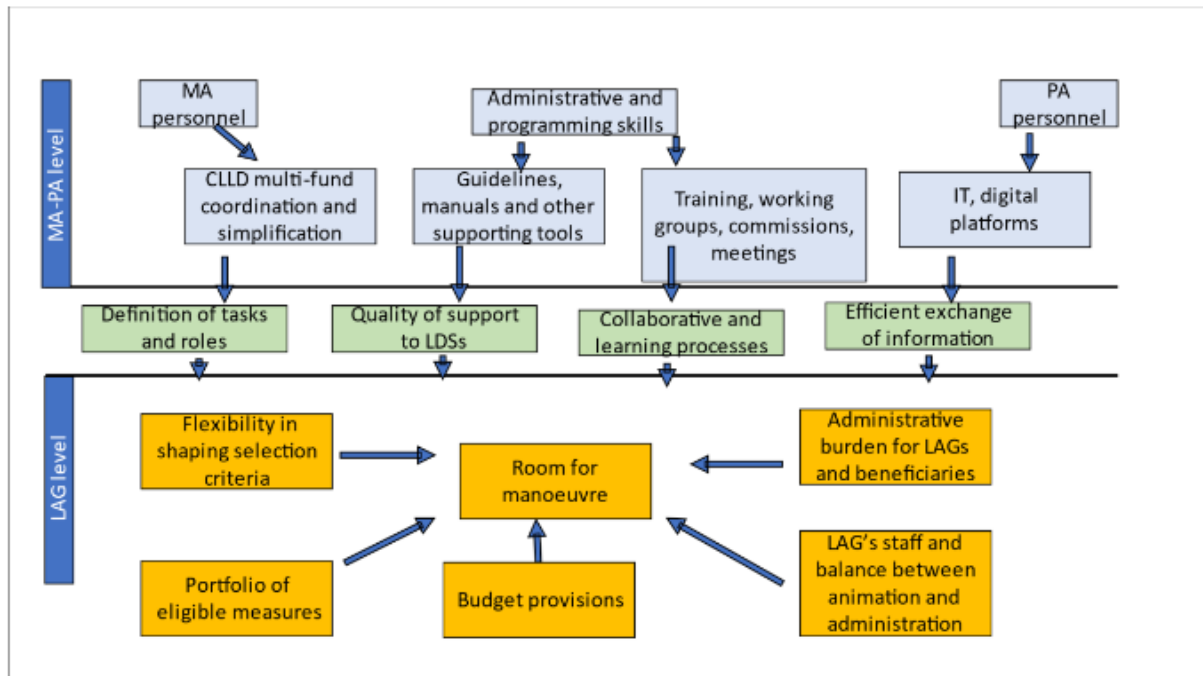 MA-PA level
MA
personnel
Administrative and
programming skills
PA
personnel
CLLD multi-fund
coordination and
simplification
Guidelines,
manuals and other
supporting tools
Training, working
groups, commissions,
meetings
IT, digital
platforms
Definition of tasks
and roles
Quality of support
to LDSs
Collaborative and
learning processes
Efficient exchange
of information
LAG level
Flexibility in
shaping selection
criteria
Room for
manoeuvre
Administrative
burden for LAGs
and beneficiaries
Portfolio of
eligible measures
Budget provisions
LAG's staff and
balance between
animation and
administration